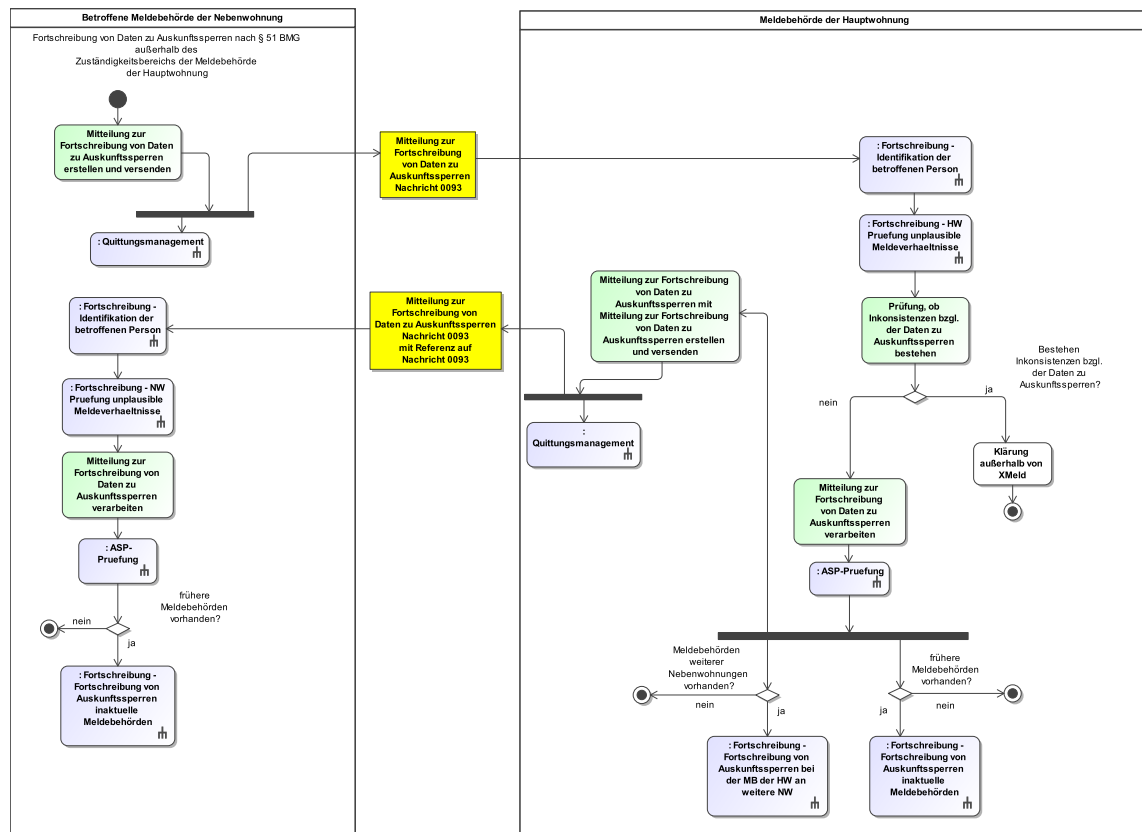 Betroffene Meldebehörde der Nebenwohnung
Fortschreibung von Daten zu Auskunftssperren nach § 51 BMG
außerhalb des
Zuständigkeitsbereichs der Meldebehörde
der Hauptwohnung
Mitteilung zur
Fortschreibung von Daten
zu Auskunftssperren
erstellen und versenden
: Quittungsmanagement
: Fortschreibung -
Identifikation der
betroffenen Person
: Fortschreibung - NW
Pruefung unplausible
Meldeverhaeltnisse
Mitteilung zur
Fortschreibung von
Daten zu
Auskunftssperren
verarbeiten
: ASP-
Pruefung
frühere
Meldebehörden
vorhanden?
nein
ja
: Fortschreibung -
Fortschreibung von
Auskunftssperren
inaktuelle
Meldebehörden
Mitteilung zur
Fortschreibung
von Daten zu
Auskunftssperren
Nachricht 0093
Mitteilung zur
Fortschreibung von
Daten zu Auskunftssperren
Nachricht 0093
mit Referenz auf
Nachricht 0093
Meldebehörde der Hauptwohnung
: Fortschreibung -
Identifikation der
betroffenen Person
: Fortschreibung - HW
Pruefung unplausible
Meldeverhaeltnisse
Mitteilung zur Fortschreibung
von Daten zu
Auskunftssperren mit
Mitteilung zur Fortschreibung
von Daten zu
Auskunftssperren erstellen
und versenden
:
Quittungsmanagement
Prüfung, ob
Inkonsistenzen bzgl.
der Daten zu
Auskunftssperren
bestehen
Bestehen
Inkonsistenzen bzgl.
der Daten zu
Auskunftssperren?
nein
ja
Klärung
außerhalb von
XMeld
Mitteilung zur
Fortschreibung
von Daten zu
Auskunftssperren
verarbeiten
: ASP-Pruefung
Meldebehörden
weiterer
Nebenwohnungen
vorhanden?
nein
ja
frühere
Meldebehörden
vorhanden?
ja
nein
: Fortschreibung -
Fortschreibung von
Auskunftssperren bei
der MB der HW an
weitere NW
: Fortschreibung -
Fortschreibung von
Auskunftssperren
inaktuelle
Meldebehörden